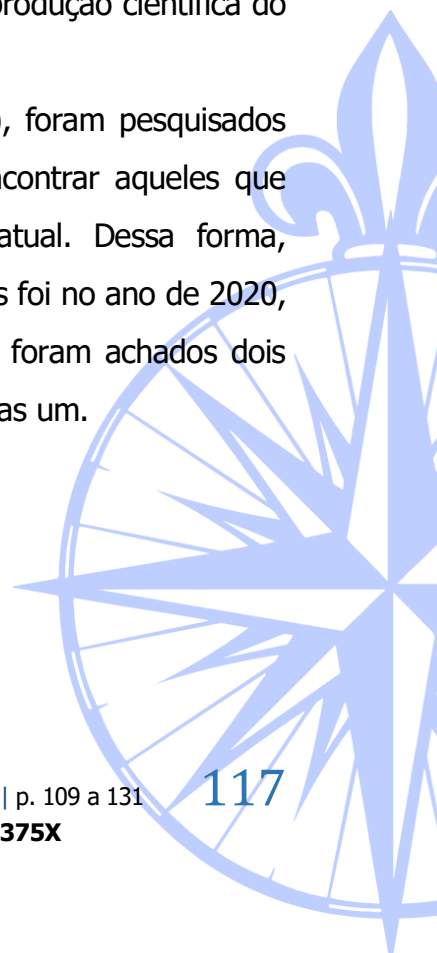 produção científica do
, foram pesquisados
contrar aqueles que
atual. Dessa forma,
s foi no ano de 2020,
foram achados dois
as um.
| p. 109 a 131 117
375X